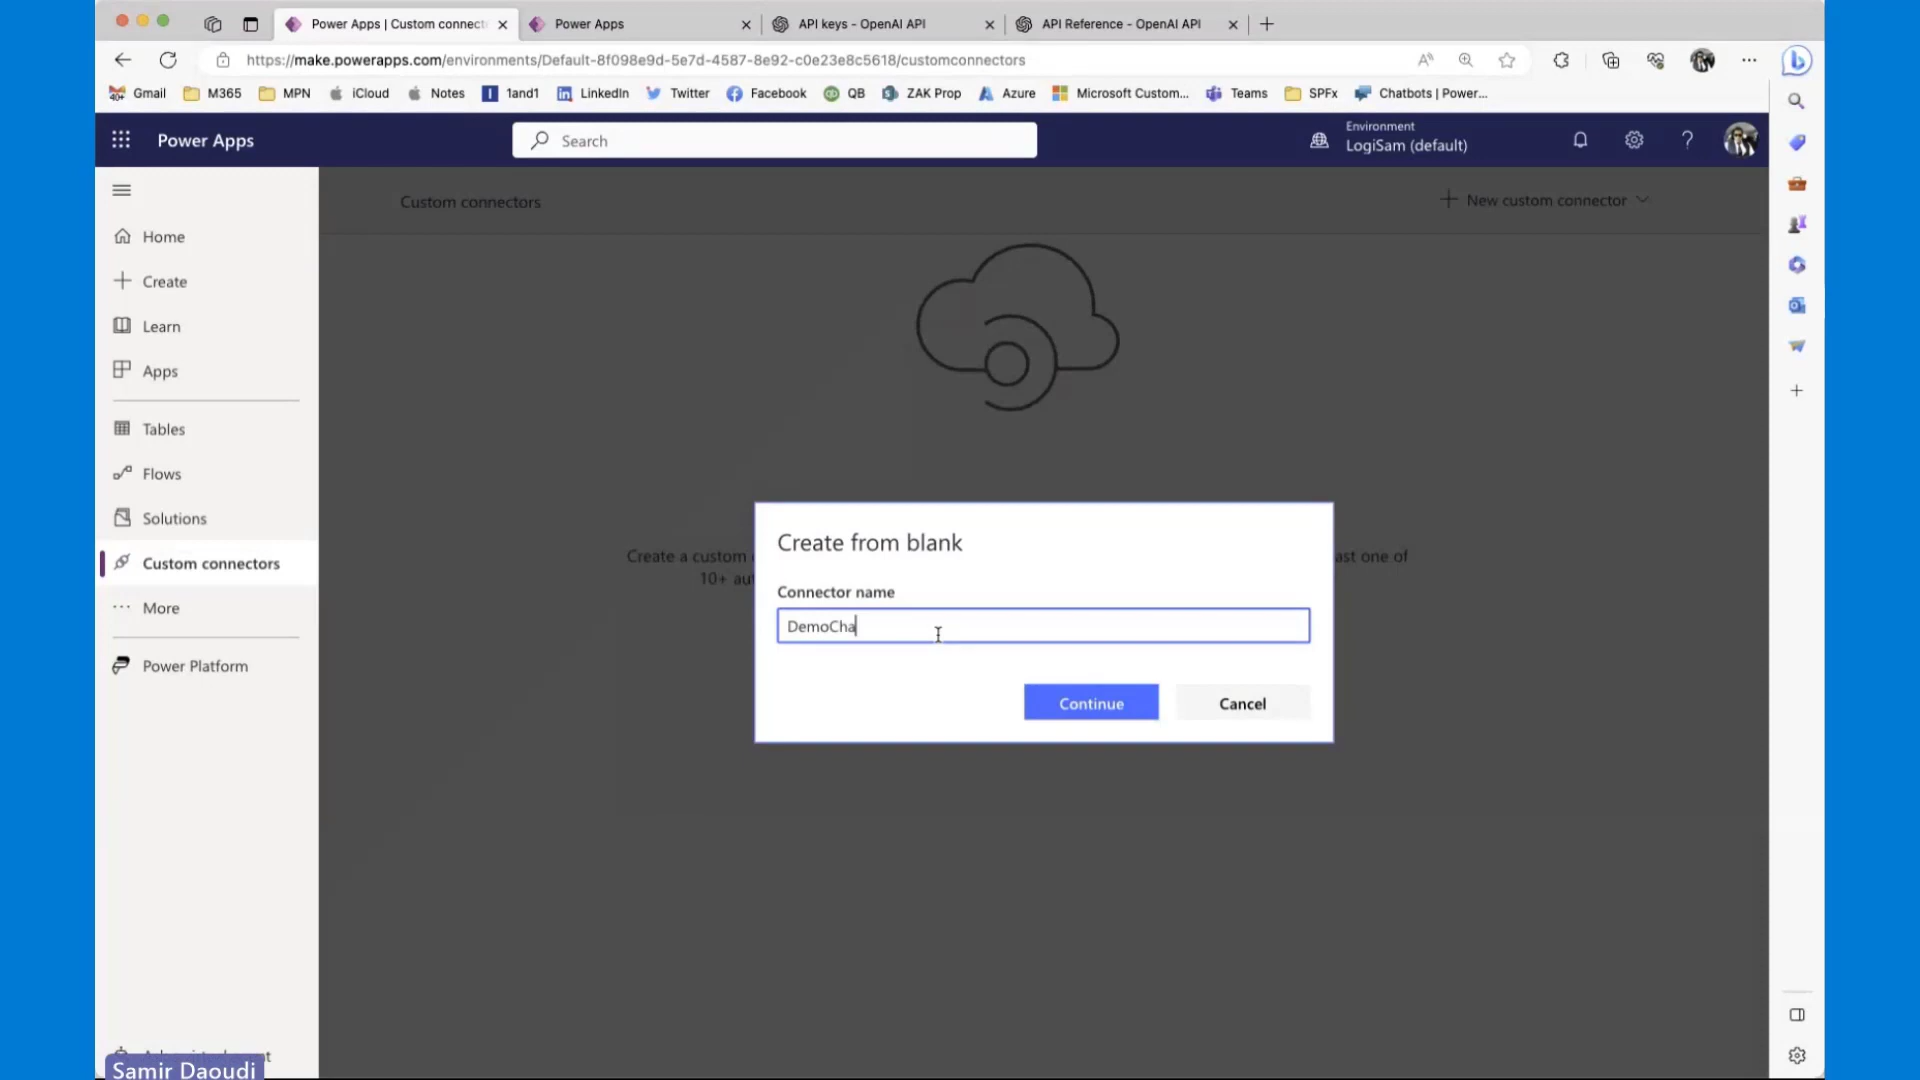 Power Apps | Custom connect
Power Apps
API keys - OpenAI API
API Reference - OpenAI API
https://make.powerapps.com/environments/Default-8f098e9d-5e7d-4587-8e92-c0e23e8c5618/customconnectors
Gmail
M365
MPN
iCloud
Notes
1and1
LinkedIn
Twitter
Facebook
QB
ZAK Prop
Azure
Microsoft Custom...
Teams
SPFx
Chatbots | Power...
Power Apps
Search
Environment
LogiSam (default)
Home
Create
Learn
Apps
Tables
Flows
Solutions
Custom connectors
More
Power Platform
Custom connectors
New custom connector
Create a custom
ast one of
10+ au
Create from blank
Connector name
DemoCha
Continue
Cancel
Samir Daoudi